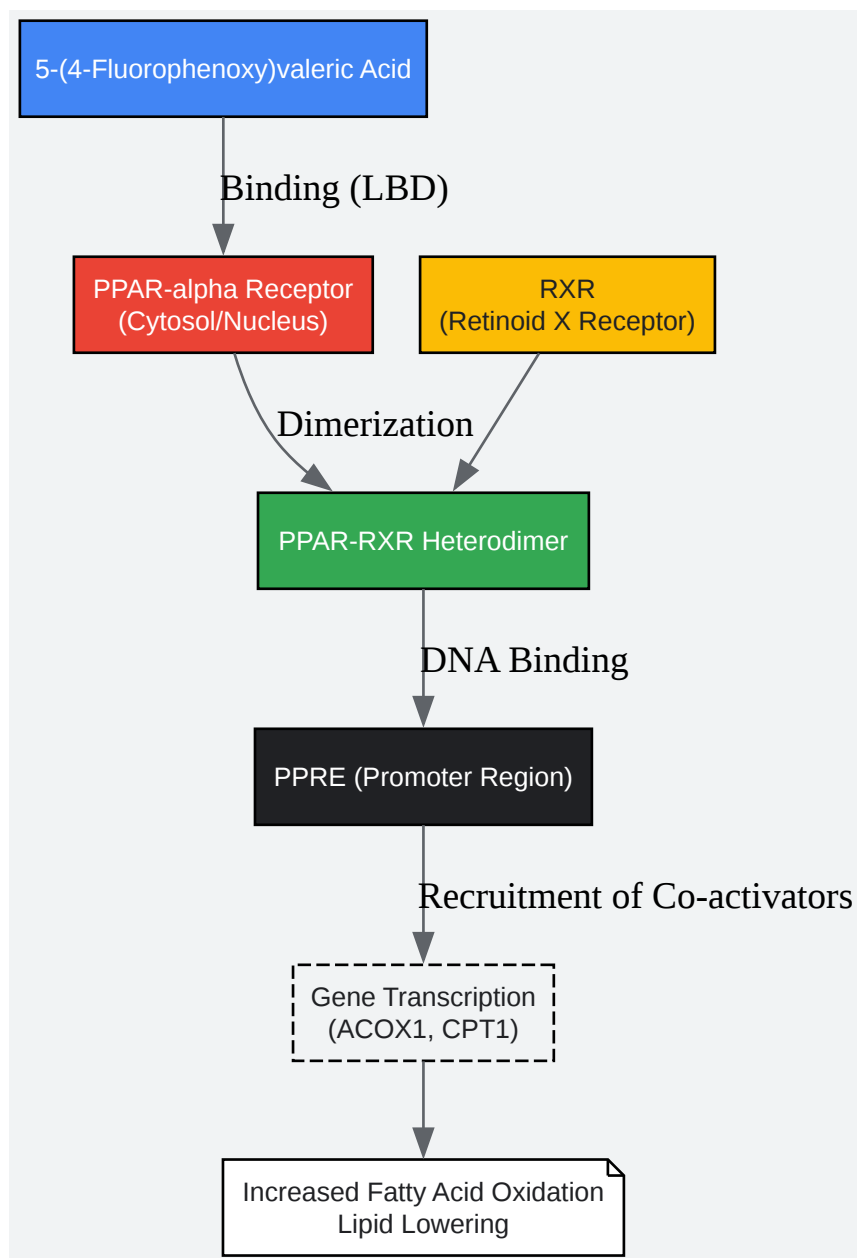 5-(4-Fluorophenoxy)valeric Acid
Binding (LBD)
PPAR-alpha Receptor
(Cytosol/Nucleus)
RXR
(Retinoid X Receptor)
Dimerization
PPAR-RXR Heterodimer
DNA Binding
PPRE (Promoter Region)
Recruitment of Co-activators
Gene Transcription
(ACOX1, CPT1)
Increased Fatty Acid Oxidation
Lipid Lowering